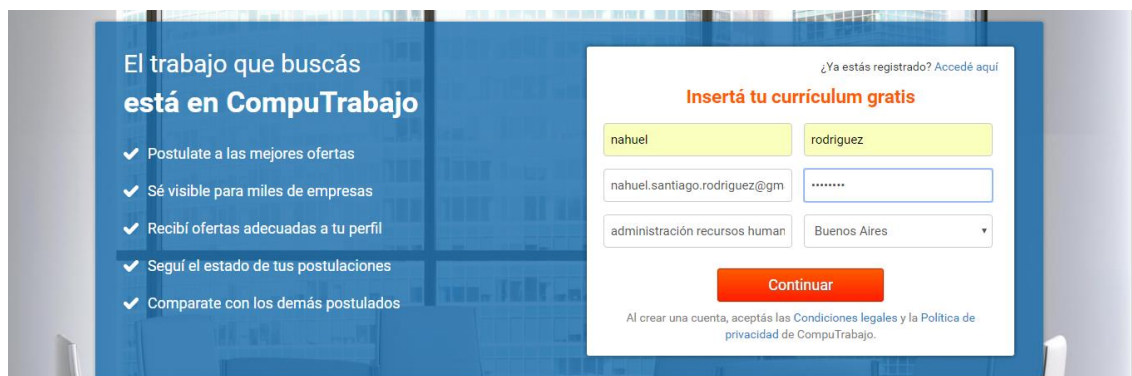 El trabajo que buscás
está en CompuTrabajo
Postulate a las mejores ofertas
Sé visible para miles de empresas
Recibí ofertas adecuadas a tu perfil
Seguí el estado de tus postulaciones
Comparate con los demás postulados
¿Ya estás registrado? Accedé aquí
Insertá tu currículum gratis
nahuel rodriguez
nahuel.santiago.rodriguez@gm ••••••••
administración recursos human Buenos Aires
Continuar
Al crear una cuenta, aceptás las Condiciones legales y la Política de
privacidad de CompuTrabajo.